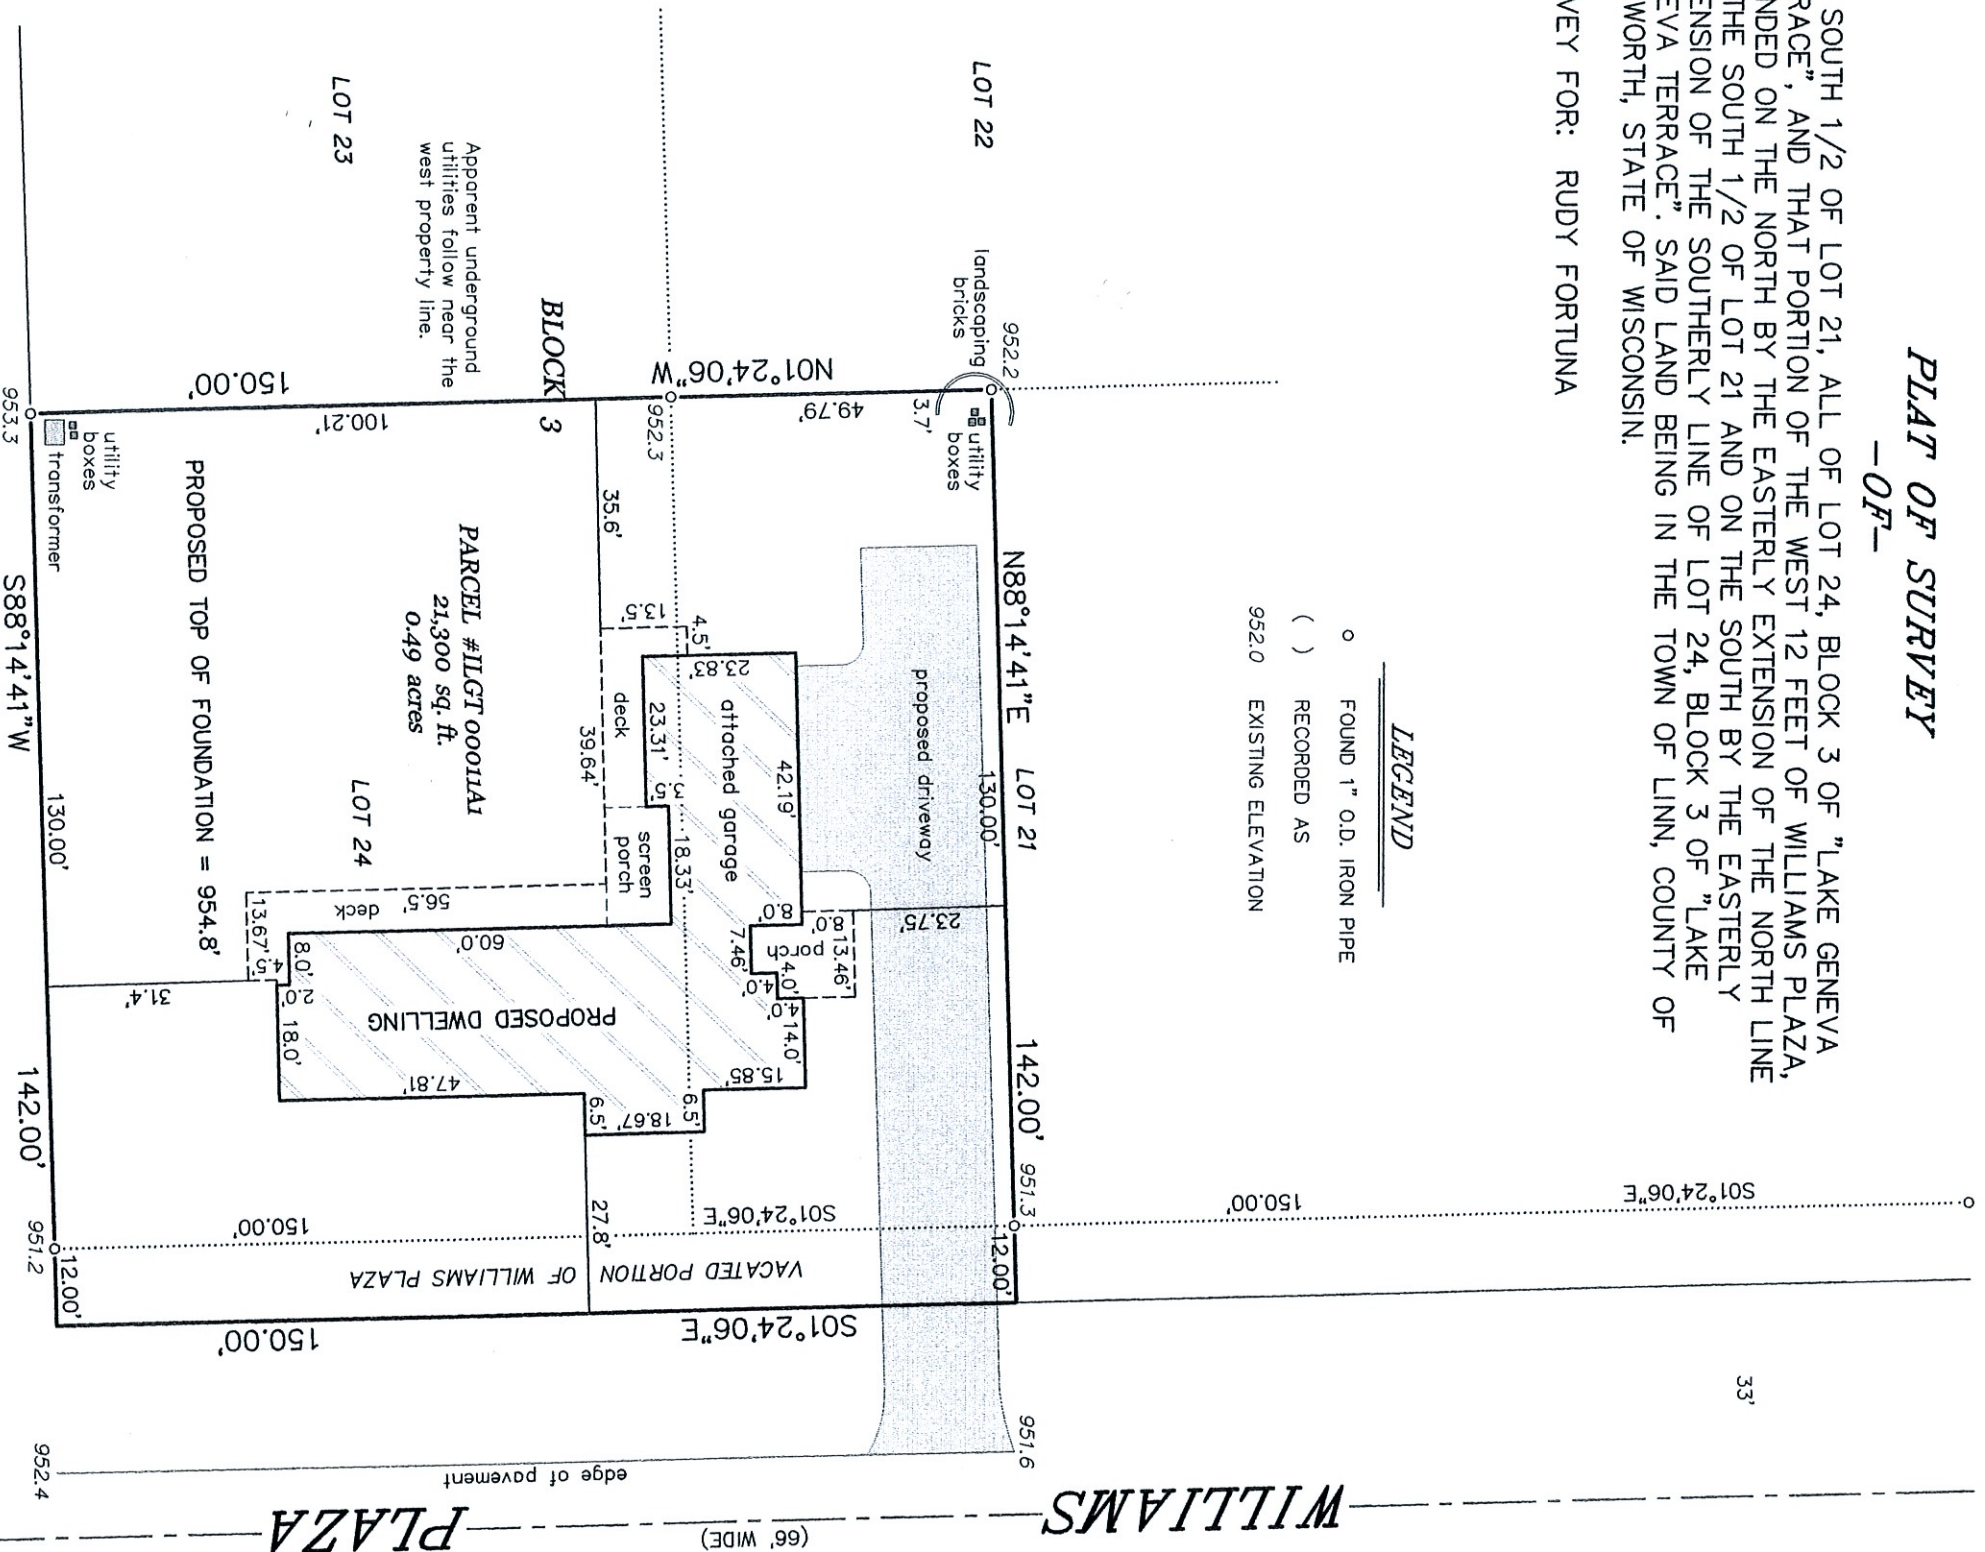 PLAT OF SURVEY
-OF-
SOUTH 1/2 OF LOT 21, ALL OF LOT 24, BLOCK 3 OF "LAKE GENEVA
RACE", AND THAT PORTION OF THE WEST 12 FEET OF WILLIAMS PLAZA,
NDED ON THE NORTH BY THE EASTERLY EXTENSION OF THE NORTH LINE
THE SOUTH 1/2 OF LOT 21 AND ON THE SOUTH BY THE EASTERLY
ENSION OF THE SOUTHERLY LINE OF LOT 24, BLOCK 3 OF "LAKE
EVA TERRACE". SAID LAND BEING IN THE TOWN OF LINN, COUNTY OF
WORTH, STATE OF WISCONSIN.
VEY FOR: RUDY FORTUNA
LEGEND
o FOUND 1" O.D. IRON PIPE
( ) RECORDED AS
952.0 EXISTING ELEVATION
33'
S01°24'06"E
150.00'
LOT 22
landscaping
bricks
952.2
utility
boxes
3.7'
49.79'
N01°24'06"W
N88°14'41"E
LOT 21
130.00'
142.00'
951.3
12.00'
951.6
proposed driveway
23.75'
952.3
35.6'
13.5'
4.5'
23.83'
42.19'
attached garage
23.31'
3.5'
18.33'
deck
39.64'
screen
porch
8.0'
8.0'
13.46'
porch
7.46'
4.0'
4.0'
4.0'
14.0'
15.85'
6.5'
18.67'
6.5'
27.8'
47.81'
PROPOSED DWELLING
60.0'
56.5'
deck
13.67'
4.5'
8.0'
2.0'
18.0'
31.4'
S01°24'06"E
150.00'
VACATED PORTION OF WILLIAMS PLAZA
S01°24'06"E
150.00'
LOT 23
Apparent underground
utilities follow near the
west property line.
BLOCK 3
150.00'
100.21'
PARCEL #ILGT 00011A1
21,300 sq. ft.
0.49 acres
LOT 24
PROPOSED TOP OF FOUNDATION = 954.8'
utility
boxes
transformer
953.3
S88°14'41"W
130.00'
142.00'
951.2
12.00'
952.4
edge of pavement
WILLIAMS
(66' WIDE)
PLAZA